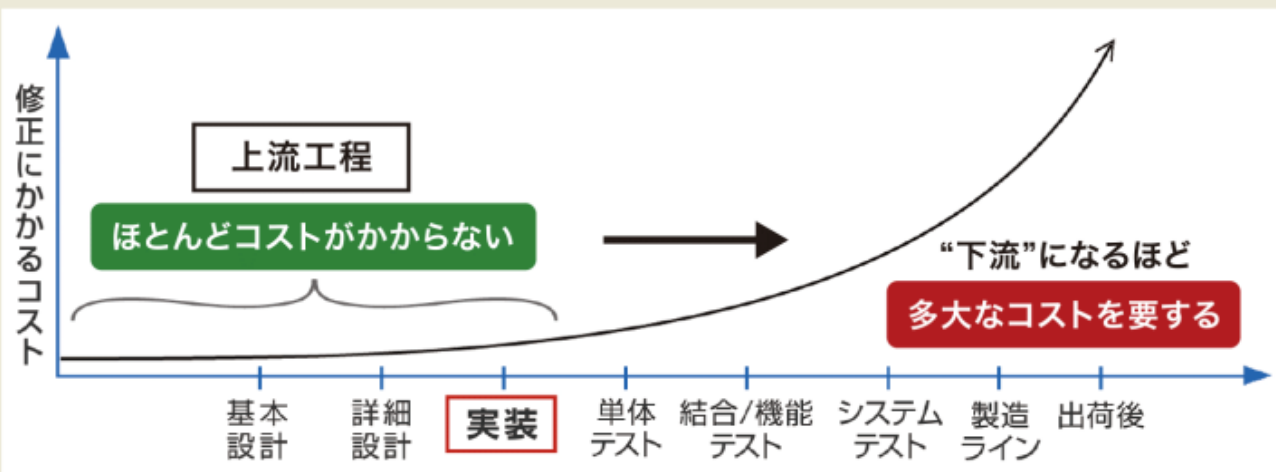 修正にかかるコスト
上流工程
ほとんどコストがかからない
“下流”になるほど
多大なコストを要する
基本
設計
詳細
設計
実装
単体
テスト
結合/機能
テスト
システム
テスト
製造
ライン
出荷後